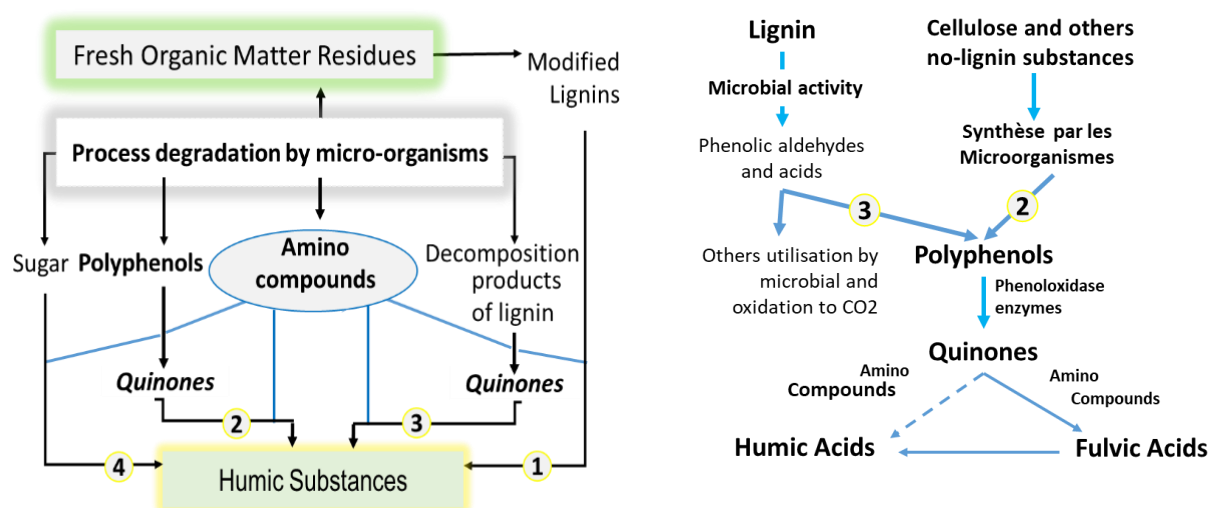 Fresh Organic Matter Residues
Modified
Lignins
Process degradation by micro-organisms
Sugar
Polyphenols
Amino
compounds
Decomposition
products
of lignin
Quinones
Quinones
2
3
4
1
Humic Substances
Lignin
Microbial activity
Phenolic aldehydes
and acids
Cellulose and others
no-lignin substances
Synthèse par les
Microorganismes
3
2
Others utilisation by
microbial and
oxidation to CO2
Polyphenols
Phenoloxidase
enzymes
Quinones
Amino
Compounds
Amino
Compounds
Humic Acids
Fulvic Acids